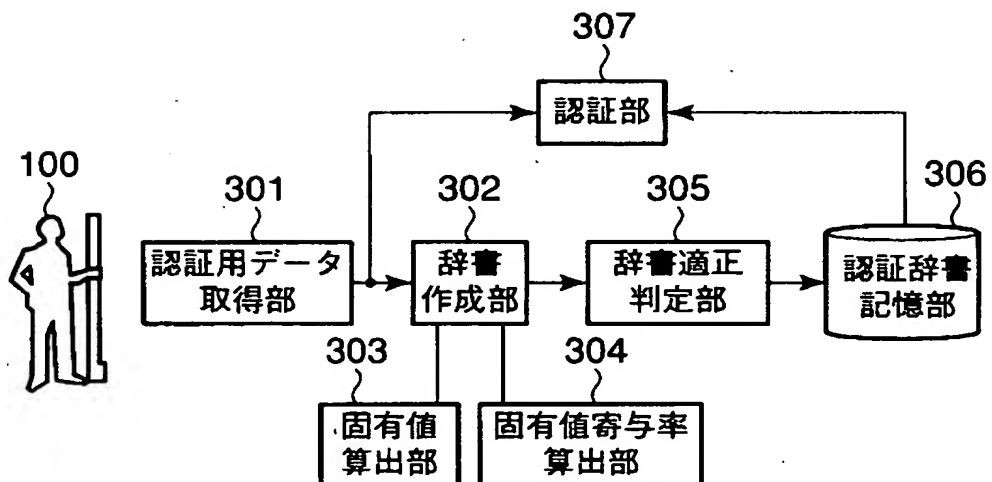 307
認証部
100
301
302
305
306
認証用データ
取得部
辞書
作成部
辞書適正
判定部
認証辞書
記憶部
303
304
固有値
算出部
固有値寄与率
算出部